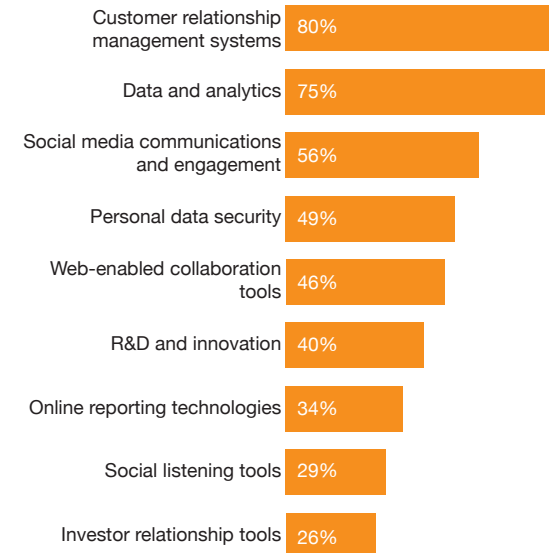 Customer relationship
management systems
80%
Data and analytics
75%
Social media communications
and engagement
56%
Personal data security
49%
Web-enabled collaboration
tools
46%
R&D and innovation
40%
Online reporting technologies
34%
Social listening tools
29%
Investor relationship tools
26%